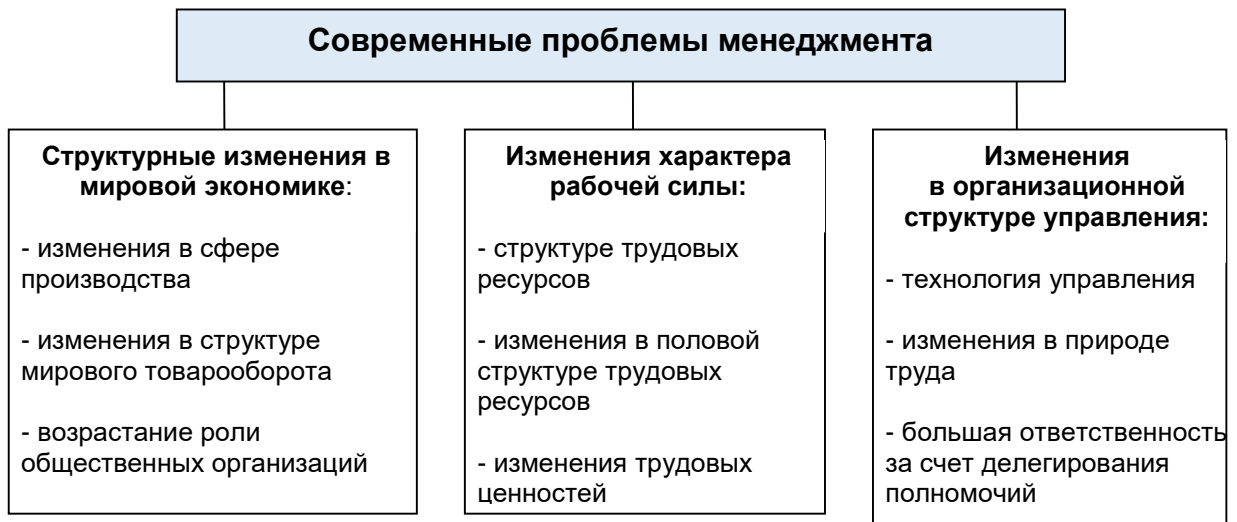 Современные проблемы менеджмента
Структурные изменения в
мировой экономике:
- изменения в сфере
производства
- изменения в структуре
мирового товарооборота
- возрастание роли
общественных организаций
Изменения характера
рабочей силы:
- структуре трудовых
ресурсов
- изменения в половой
структуре трудовых
ресурсов
- изменения трудовых
ценностей
Изменения
в организационной
структуре управления:
- технология управления
- изменения в природе
труда
- большая ответственность
за счет делегирования
полномочий